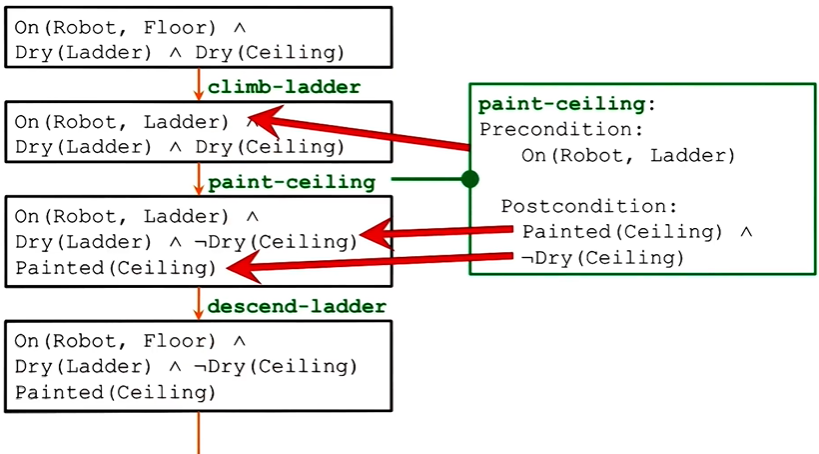 On(Robot, Floor) ∧
Dry(Ladder) ∧ Dry(Ceiling)
climb-ladder
On(Robot, Ladder) ∧
Dry(Ladder) ∧ Dry(Ceiling)
paint-ceiling
On(Robot, Ladder) ∧
Dry(Ladder) ∧ ¬Dry(Ceiling)
Painted(Ceiling)
descend-ladder
On(Robot, Floor) ∧
Dry(Ladder) ∧ ¬Dry(Ceiling)
Painted(Ceiling)
paint-ceiling:
Precondition:
On(Robot, Ladder)
Postcondition:
Painted(Ceiling) ∧
¬Dry(Ceiling)